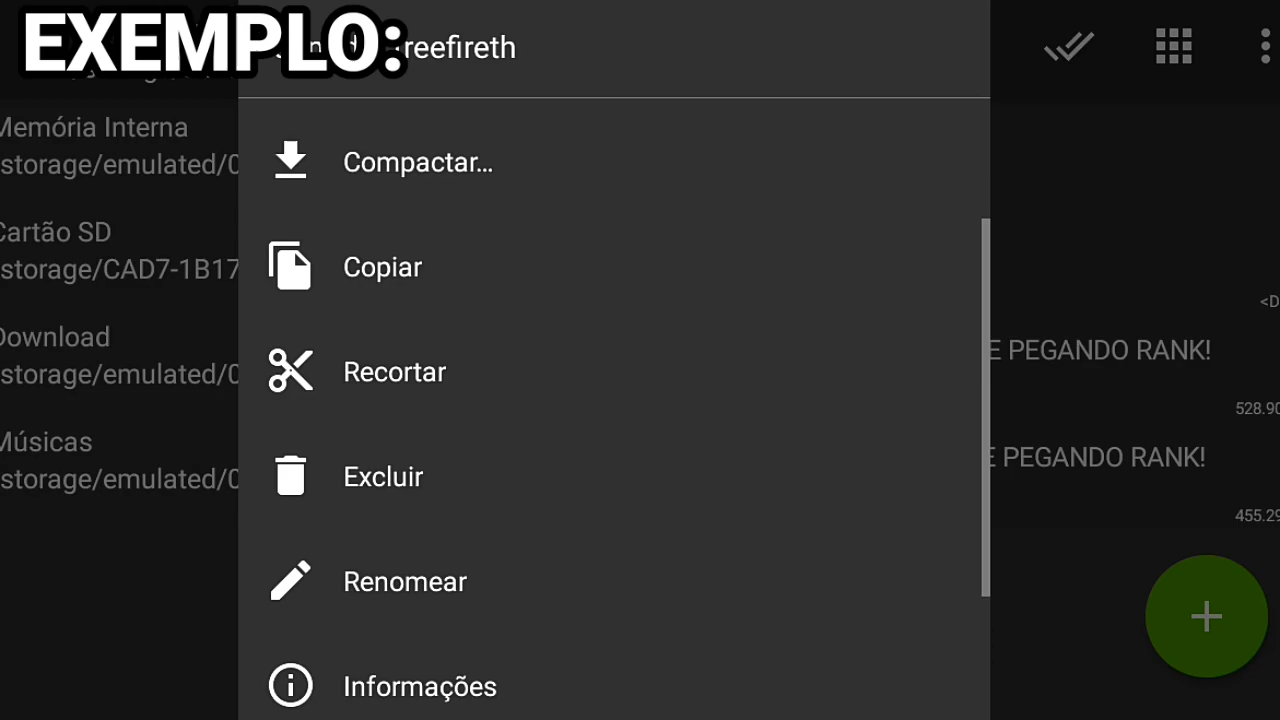 EXEMPLO:
reefireth
Memória Interna
storage/emulated/0
Cartão SD
storage/CAD7-1B17
Download
storage/emulated/0
Músicas
storage/emulated/0
Compactar...
Copiar
Recortar
Excluir
Renomear
Informações
<D
E PEGANDO RANK!
528.90
E PEGANDO RANK!
455.29